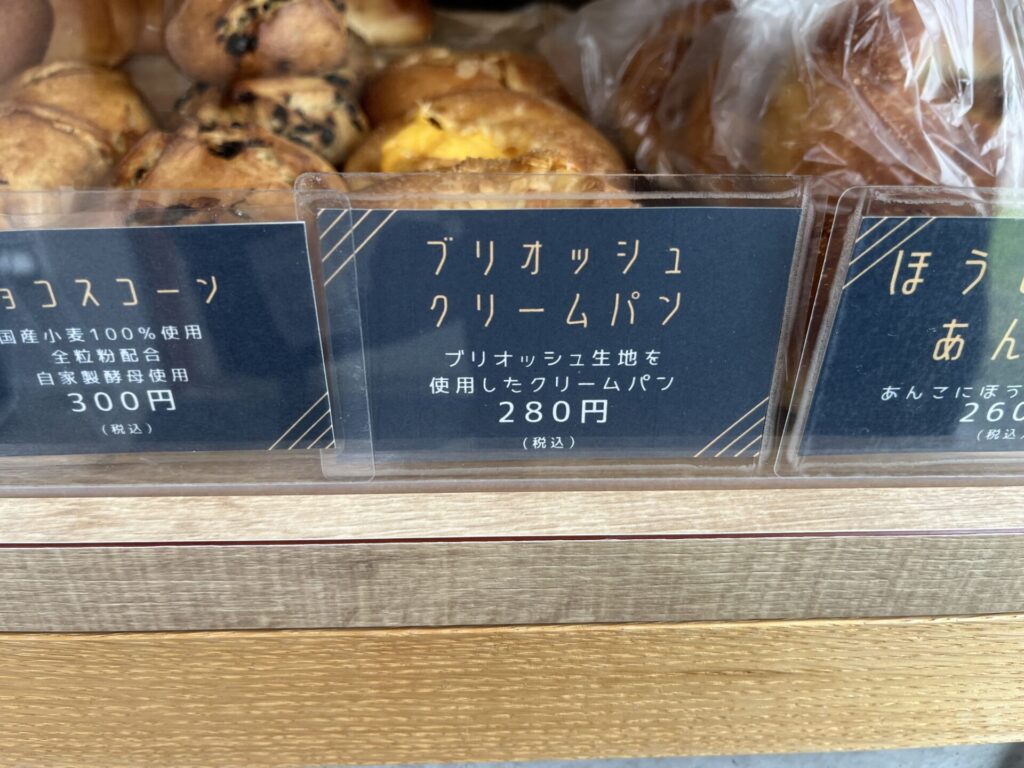 ョコスコーン
国産小麦100%使用
全粒粉配合
自家製酵母使用
300円
(税込)
ブリオッシュ
クリームパン
ブリオッシュ生地を
使用したクリームパン
280円
(税込)
ほう
あん
あんこにほう
260
(税込)